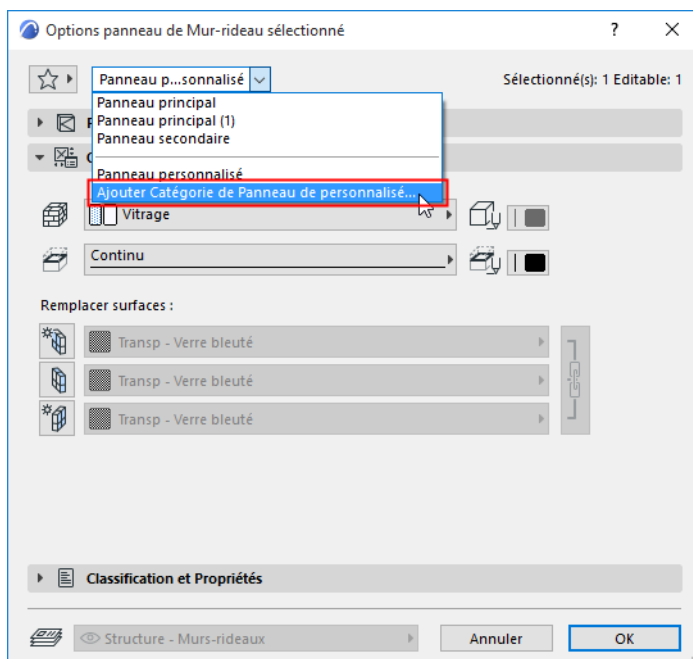 Options panneau de Mur-rideau sélectionné
?
Panneau p...sonnalisé
Sélectionné(s): 1 Editable: 1
Panneau principal
Panneau principal (1)
Panneau secondaire
Panneau personnalisé
Ajouter Catégorie de Panneau de personnalisé...
Vitrage
Continu
Remplacer surfaces :
Transp - Verre bleuté
Transp - Verre bleuté
Transp - Verre bleuté
Classification et Propriétés
Structure - Murs-rideaux
Annuler
OK